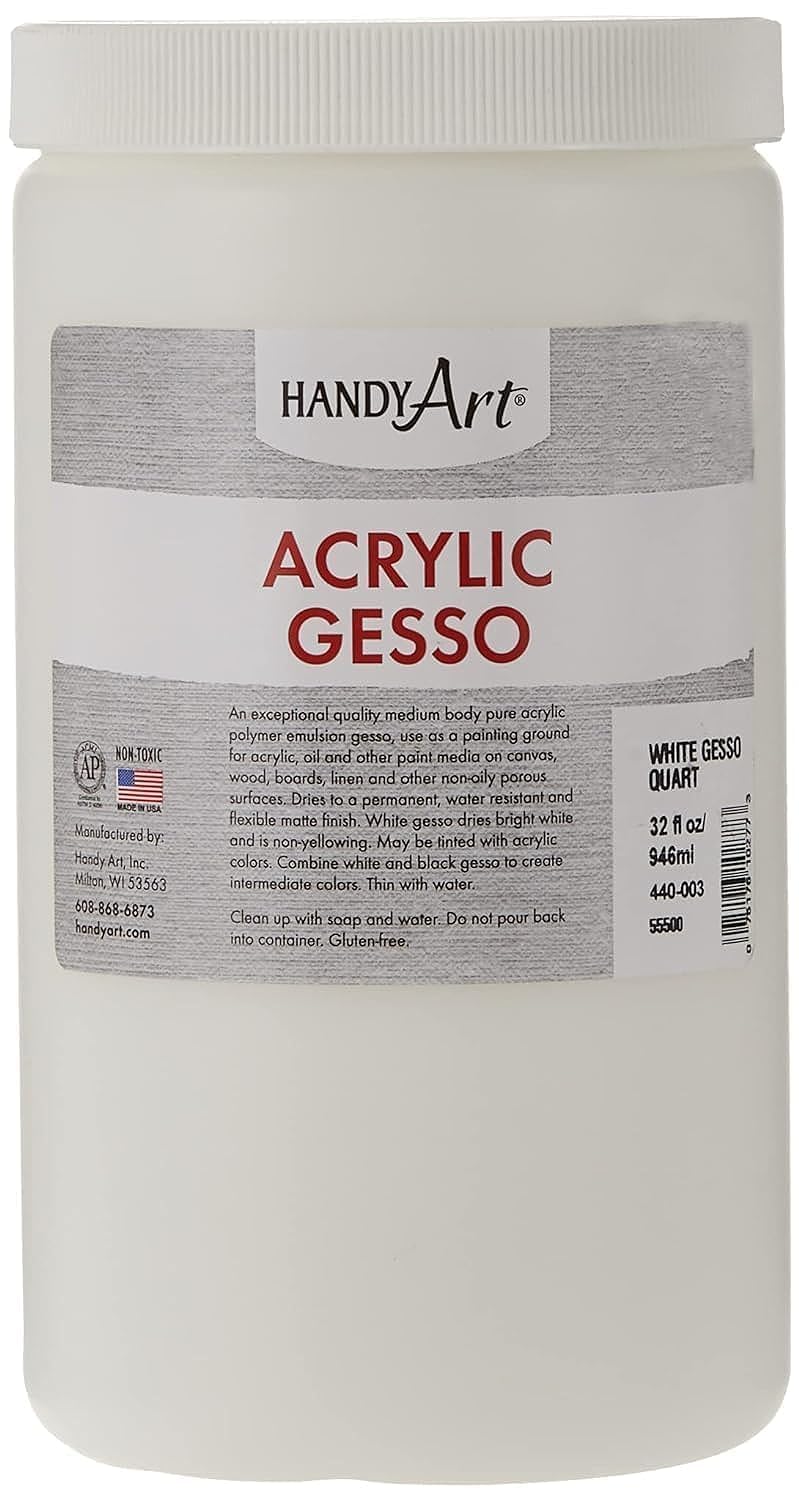 HANDY Art®
ACRYLIC
GESSO
An exceptional quality medium body pure acrylic
polymer emulsion gesso, use as a painting ground
for acrylic, oil and other paint media on canvas,
wood, boards, linen and other non-oily porous
surfaces. Dries to a permanent, water resistant and
flexible matte finish. White gesso dries bright white
and is non-yellowing. May be tinted with acrylic
colors. Combine white and black gesso to create
intermediate colors. Thin with water.
Clean up with soap and water. Do not pour back
into container. Gluten-free.
AP
NON-TOXIC
MADE IN USA
Manufactured by:
Handy Art, Inc.
Milton, WI 53563
608-868-6873
handyart.com
WHITE GESSO
QUART
32 fl oz/
946ml
440-003
55500